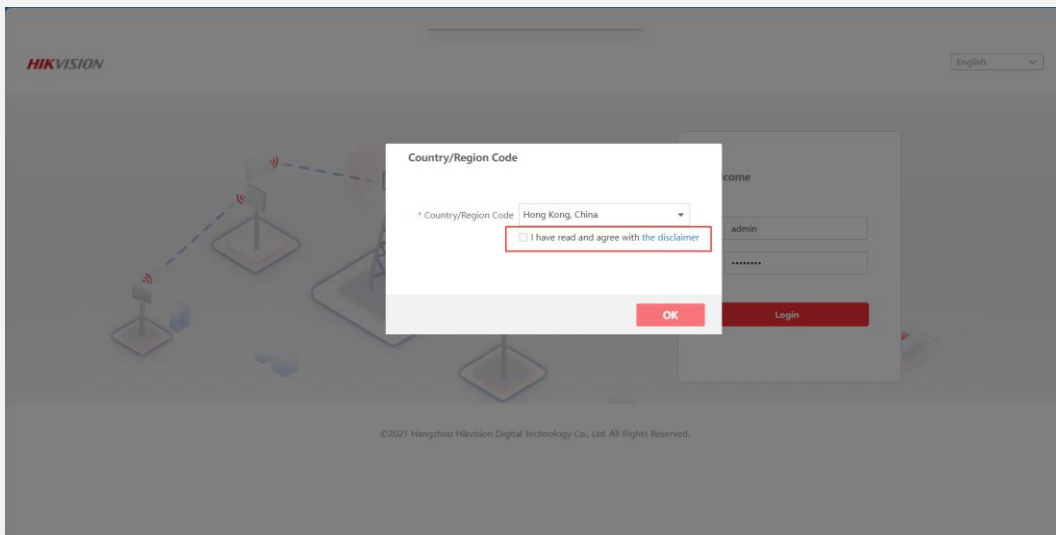 HIKVISION
English
Country/Region Code
come
* Country/Region Code Hong Kong, China
admin
I have read and agree with the disclaimer
••••••••
OK
Login
©2021 Hangzhou Hikvision Digital Technology Co., Ltd. All Rights Reserved.